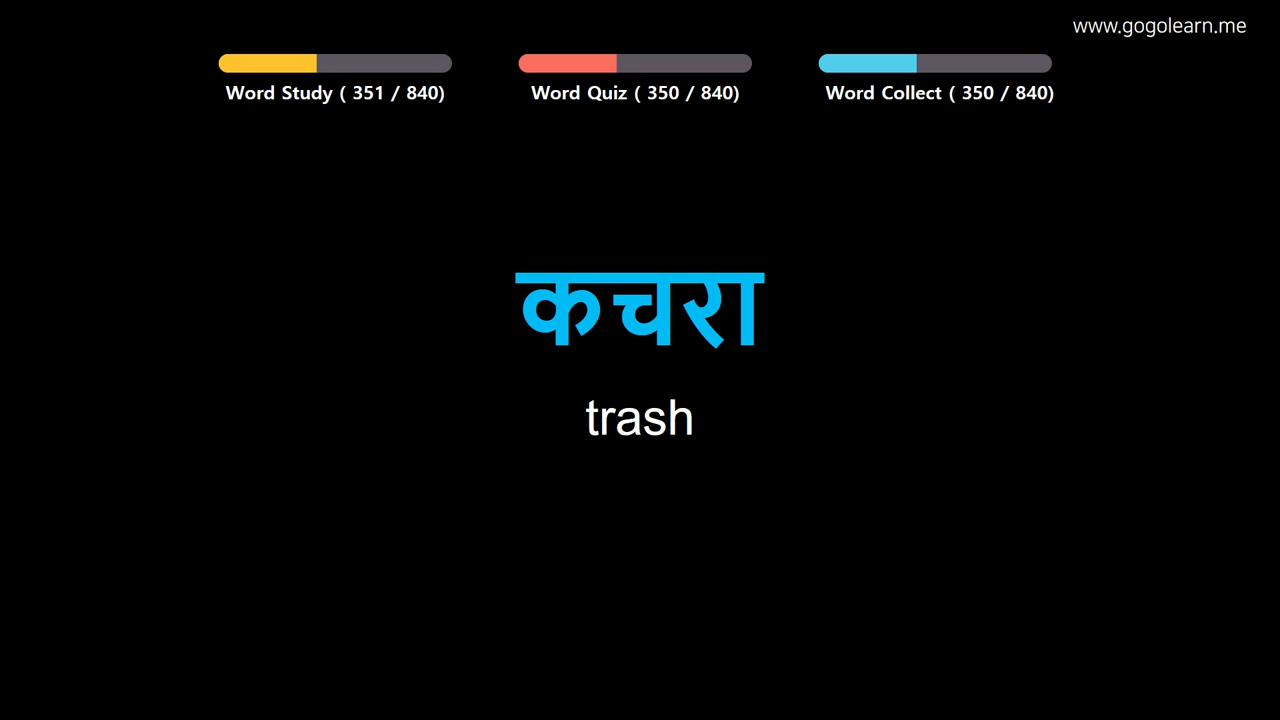 www.gogolearn.me
Word Study ( 351 / 840)
Word Quiz ( 350 / 840)
Word Collect ( 350 / 840)
कचरा
trash